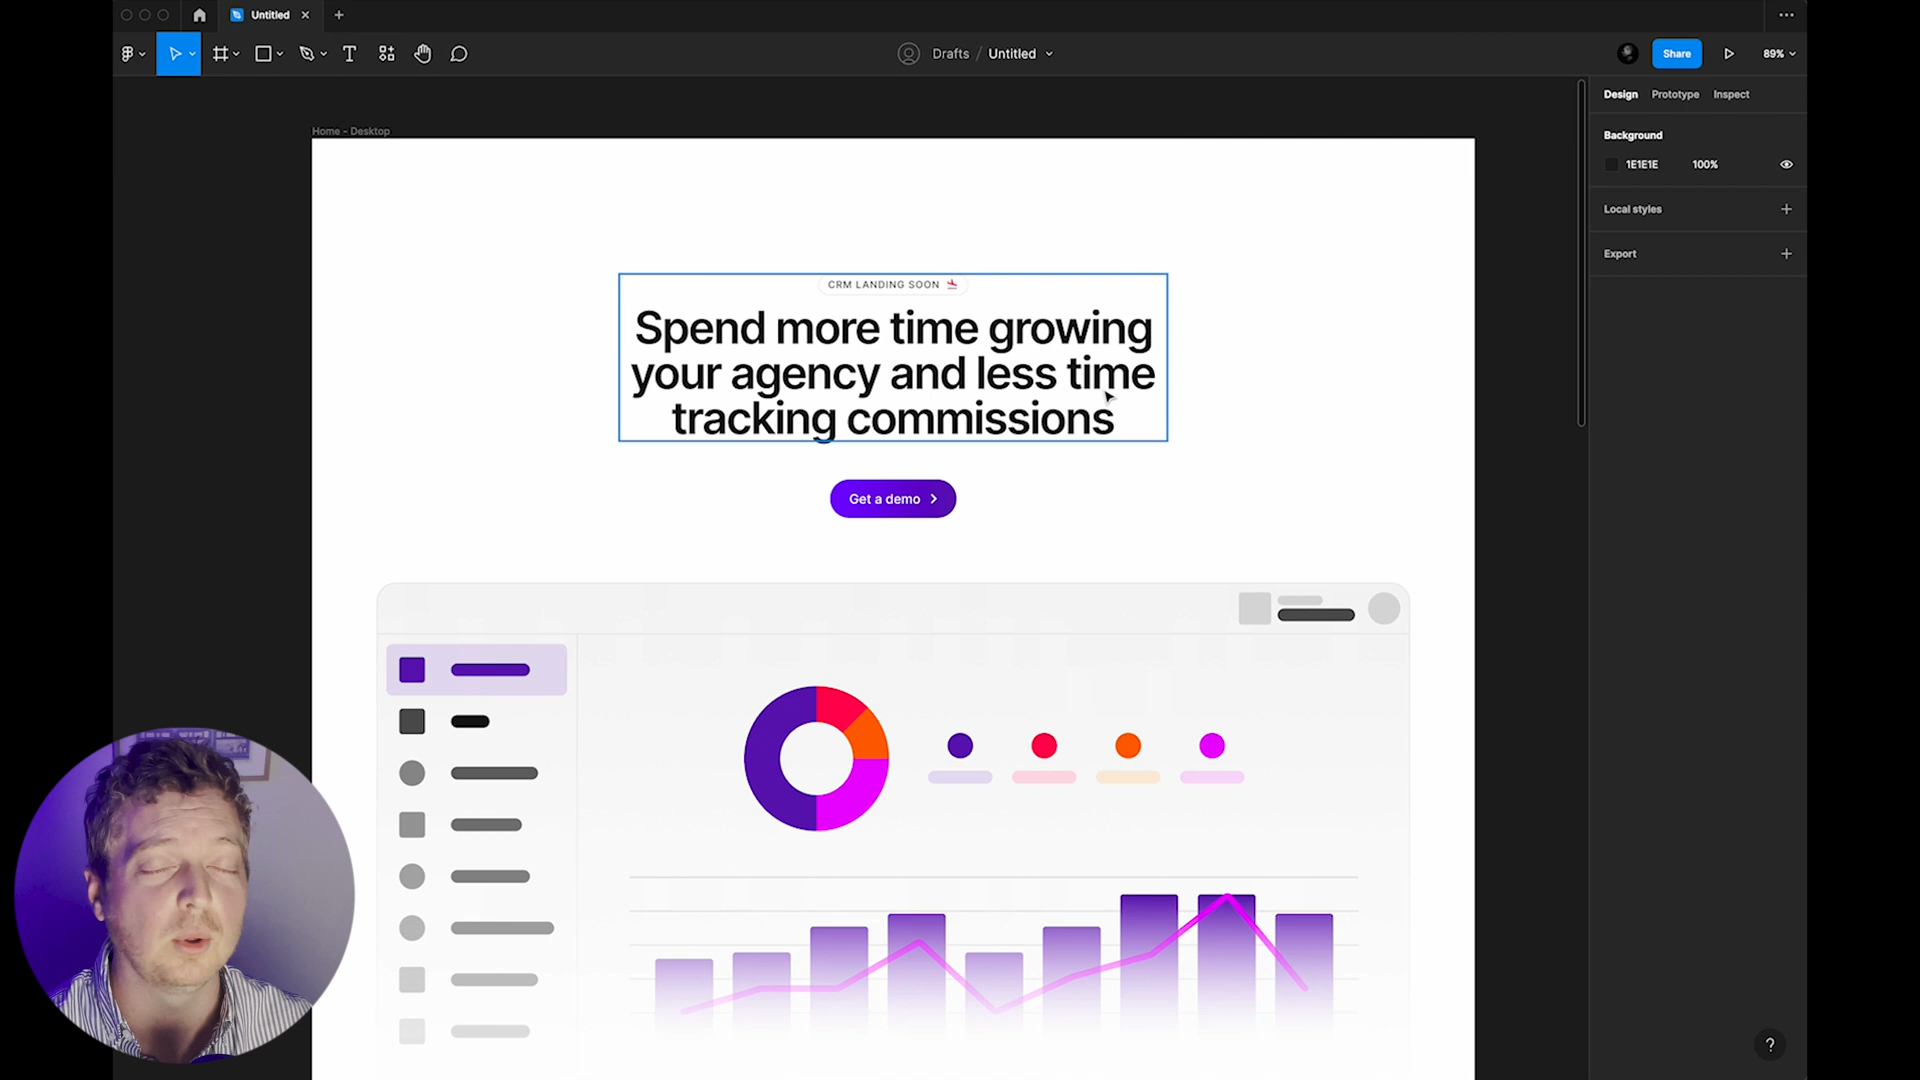 Untitled
Drafts / Untitled
Share
89%
Design Prototype Inspect
Background
1E1E1E 100%
Local styles
Export
Home - Desktop
CRM LANDING SOON
Spend more time growing
your agency and less time
tracking commissions
Get a demo
?